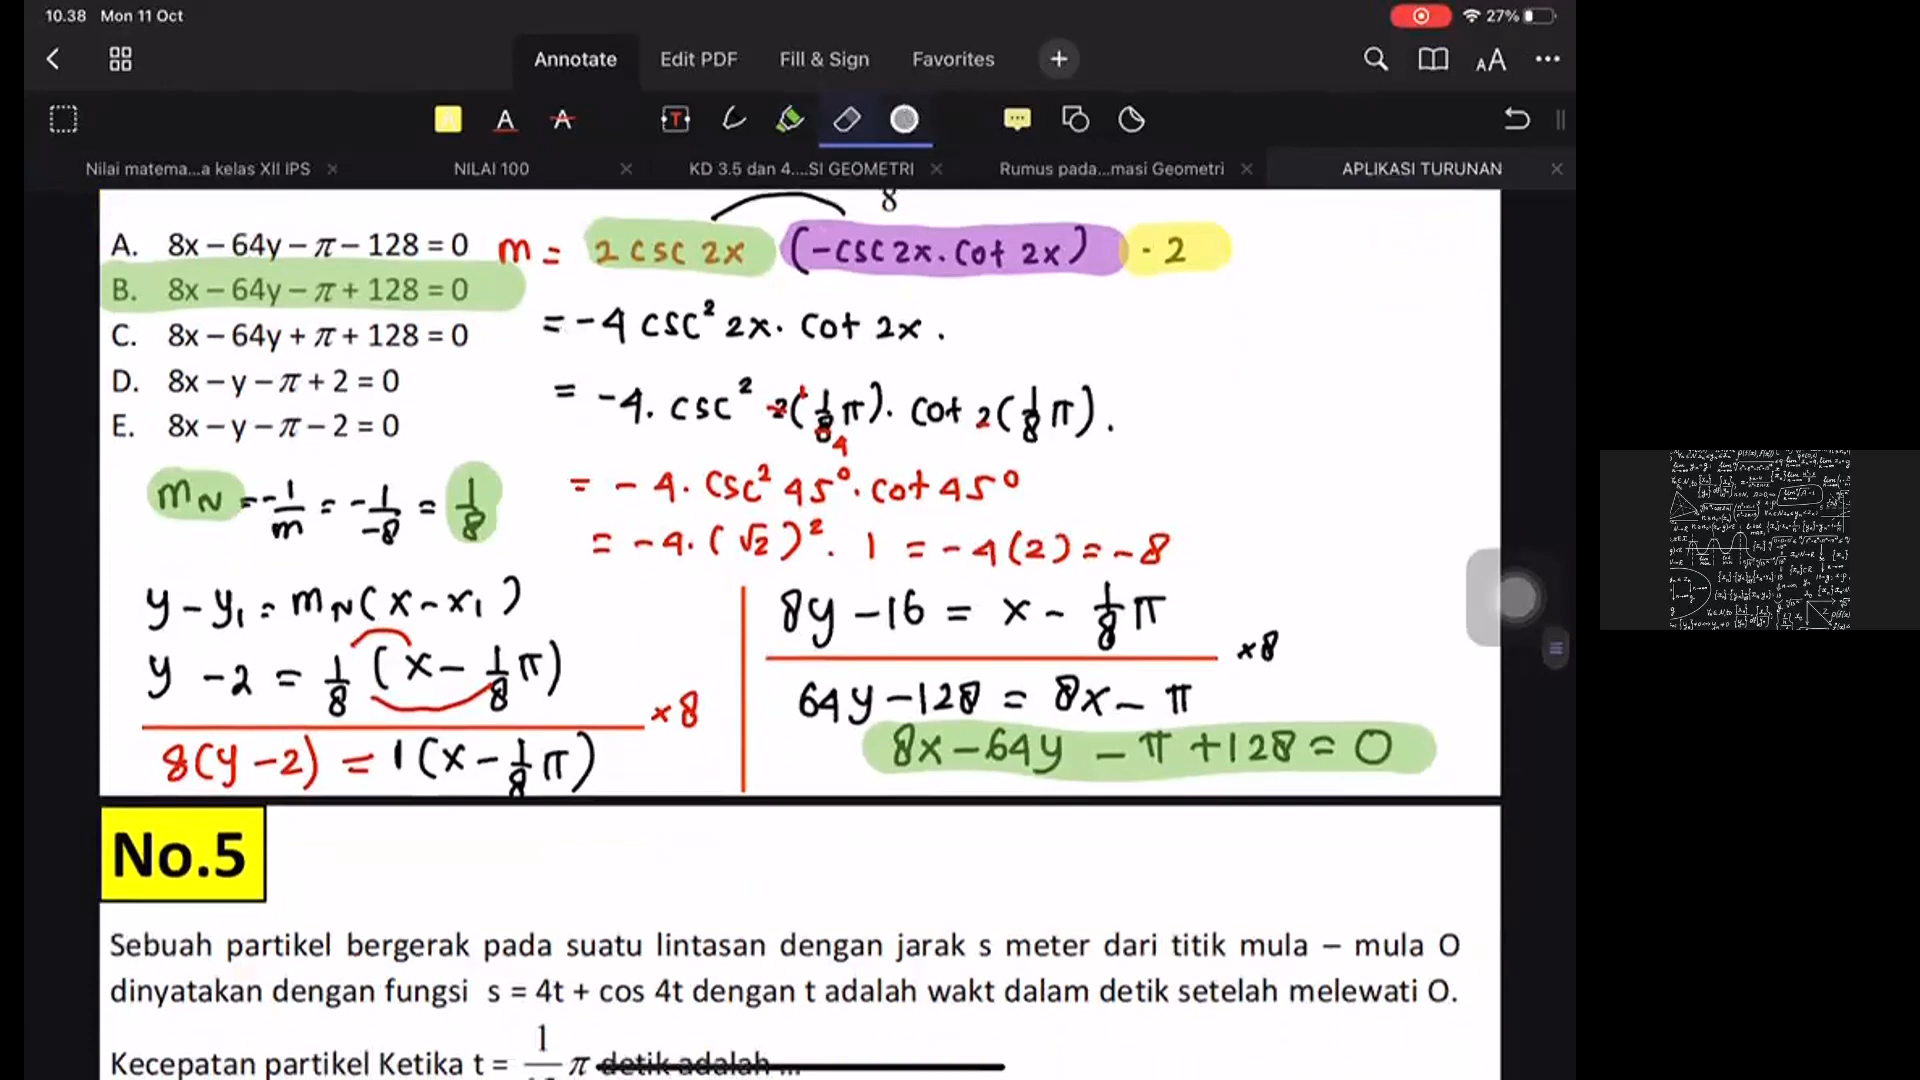 10.38 Mon 11 Oct 27%
Annotate Edit PDF Fill & Sign Favorites
Nilai matema...a kelas XII IPS × NILAI 100 × KD 3.5 dan 4....SI GEOMETRI × Rumus pada...masi Geometri × APLIKASI TURUNAN ×
8
A. 8x – 64y – π – 128 = 0
B. 8x – 64y – π + 128 = 0
C. 8x – 64y + π + 128 = 0
D. 8x – y – π + 2 = 0
E. 8x – y – π – 2 = 0
m = 2 csc 2x (-csc 2x . cot 2x) · 2
= -4 csc² 2x · cot 2x .
= -4. csc² 2(1/8 π). cot 2(1/8 π).
= -4. csc² 45°. cot 45°
= -4. (√2)². 1 = -4(2) = -8
mN = -1/m = -1/-8 = 1/8
y - y₁ = mN (x - x₁)
y - 2 = 1/8 (x - 1/8 π)
×8
8(y - 2) = 1(x - 1/8 π)
8y - 16 = x - 1/8 π
×8
64y - 128 = 8x - π
8x - 64y - π + 128 = 0
No.5
Sebuah partikel bergerak pada suatu lintasan dengan jarak s meter dari titik mula – mula O
dinyatakan dengan fungsi s = 4t + cos 4t dengan t adalah wakt dalam detik setelah melewati O.
Kecepatan partikel Ketika t = 1/ π detik adalah ...